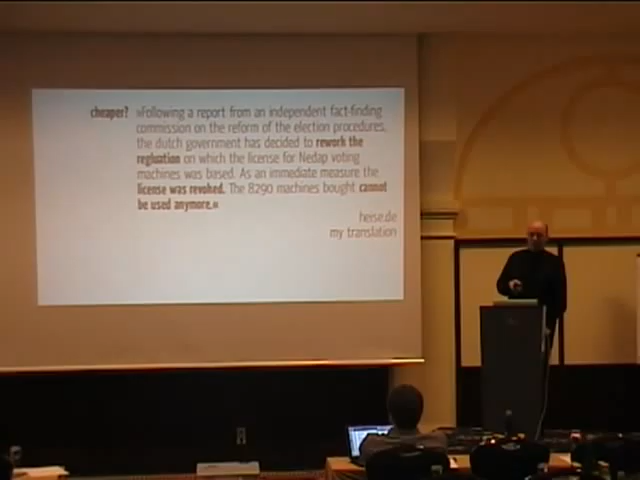 cheaper? »Following a report from an independent fact-finding
commission on the reform of the election procedures,
the dutch government has decided to rework the
regluation on which the license for Nedap voting
machines was based. As an immediate measure the
license was revoked. The 8290 machines bought cannot
be used anymore.«
heise.de
my translation